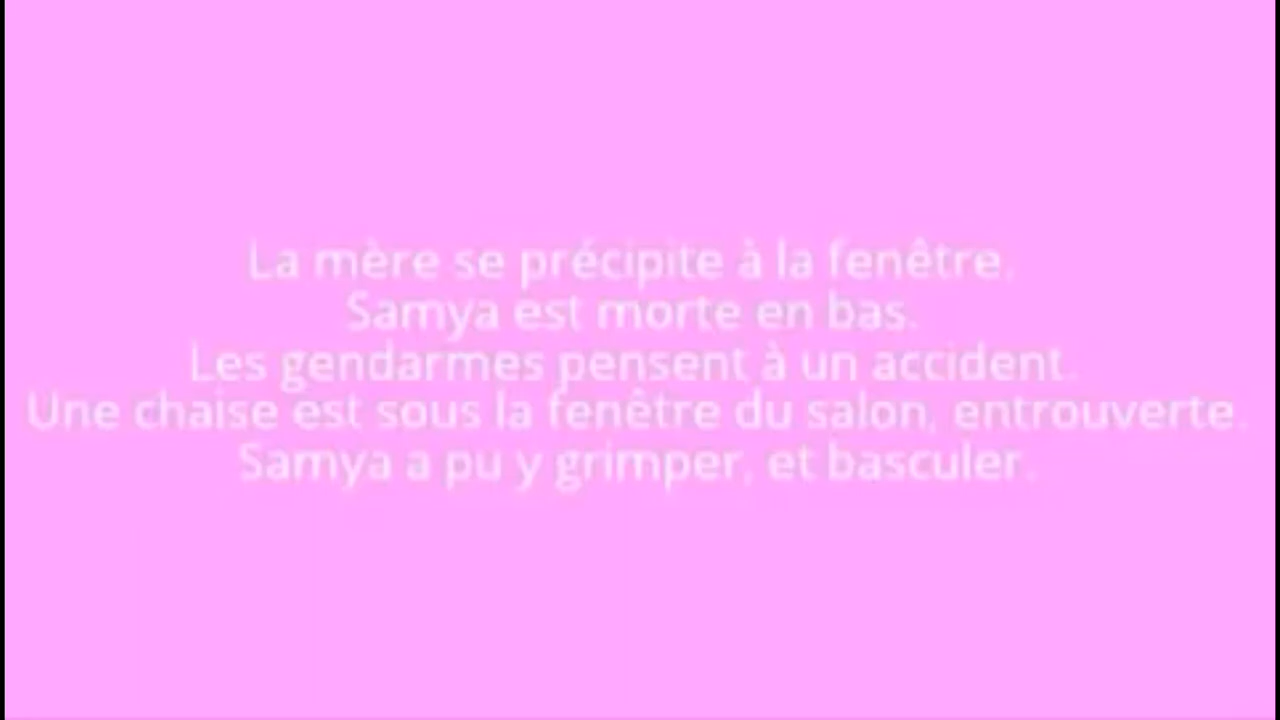 La mère se précipite à la fenêtre.
Samya est morte en bas.
Les gendarmes pensent à un accident.
Une chaise est sous la fenêtre du salon, entrouverte.
Samya a pu y grimper, et basculer.